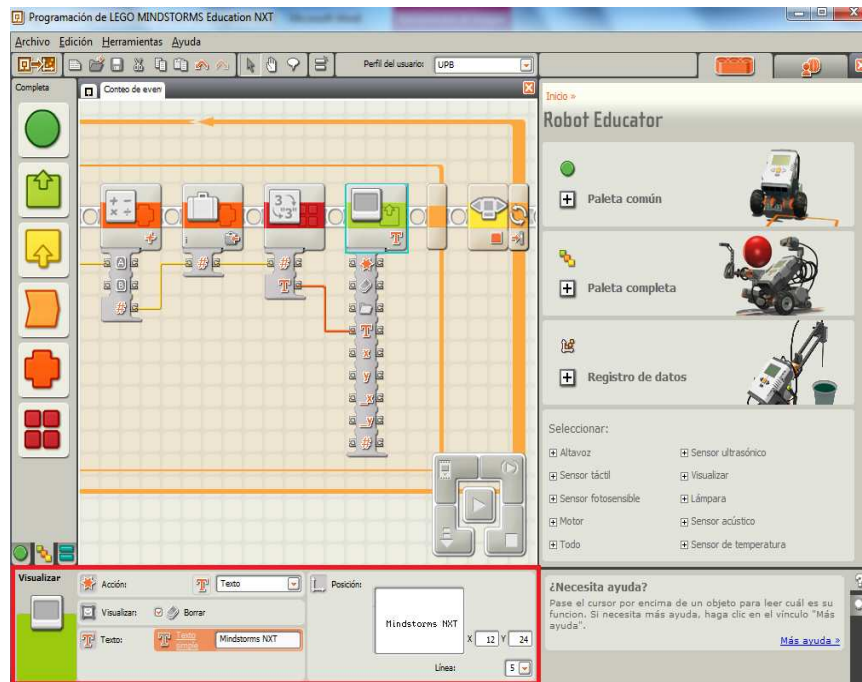 Programación de LEGO MINDSTORMS Education NXT
Archivo Edición Herramientas Ayuda
Perfil del usuario: UPB
Completa
Conteo de even
Inicio »
Robot Educator
Paleta común
Paleta completa
Registro de datos
Seleccionar:
Altavoz
Sensor ultrasónico
Sensor táctil
Visualizar
Sensor fotosensible
Lámpara
Motor
Sensor acústico
Todo
Sensor de temperatura
i
3
"3"
A
B
#
#
#
T
T
x
y
x
y
#
Visualizar
Acción: Texto
Visualizar: Borrar
Texto: Texto simple Mindstorms NXT
Posición:
Mindstorms NXT
X 12 Y 24
Línea: 5
¿Necesita ayuda?
Pase el cursor por encima de un objeto para leer cuál es su
funcion. Si necesita más ayuda, haga clic en el vínculo "Más
ayuda".
Más ayuda »